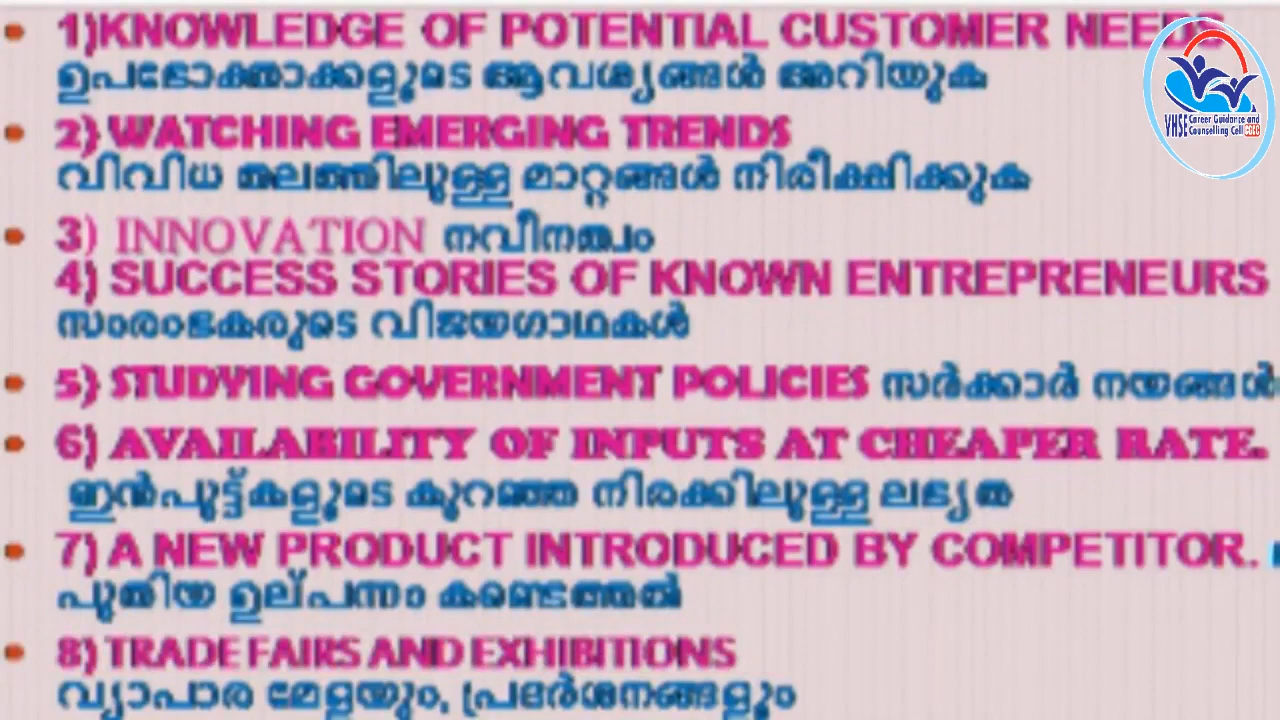 1)KNOWLEDGE OF POTENTIAL CUSTOMER NEEDS
ഉപഭോക്താക്കളുടെ ആവശ്യങ്ങൾ അറിയുക
2) WATCHING EMERGING TRENDS
വിവിധ തലത്തിലുള്ള മാറ്റങ്ങൾ നിരീക്ഷിക്കുക
3) INNOVATION നവീനത്വം
4) SUCCESS STORIES OF KNOWN ENTREPRENEURS
സംരംഭകരുടെ വിജയഗാഥകൾ
5) STUDYING GOVERNMENT POLICIES സർക്കാർ നയങ്ങൾ
6) AVAILABILITY OF INPUTS AT CHEAPER RATE.
ഇൻപുട്ട്കളുടെ കുറഞ്ഞ നിരക്കിലുള്ള ലഭ്യത
7) A NEW PRODUCT INTRODUCED BY COMPETITOR.
പുതിയ ഉല്പന്നം കണ്ടെത്തൽ
8) TRADE FAIRS AND EXHIBITIONS
വ്യാപാര മേളയും, പ്രദർശനങ്ങളും
VHSE Career Guidance and
Counselling Cell CGCC